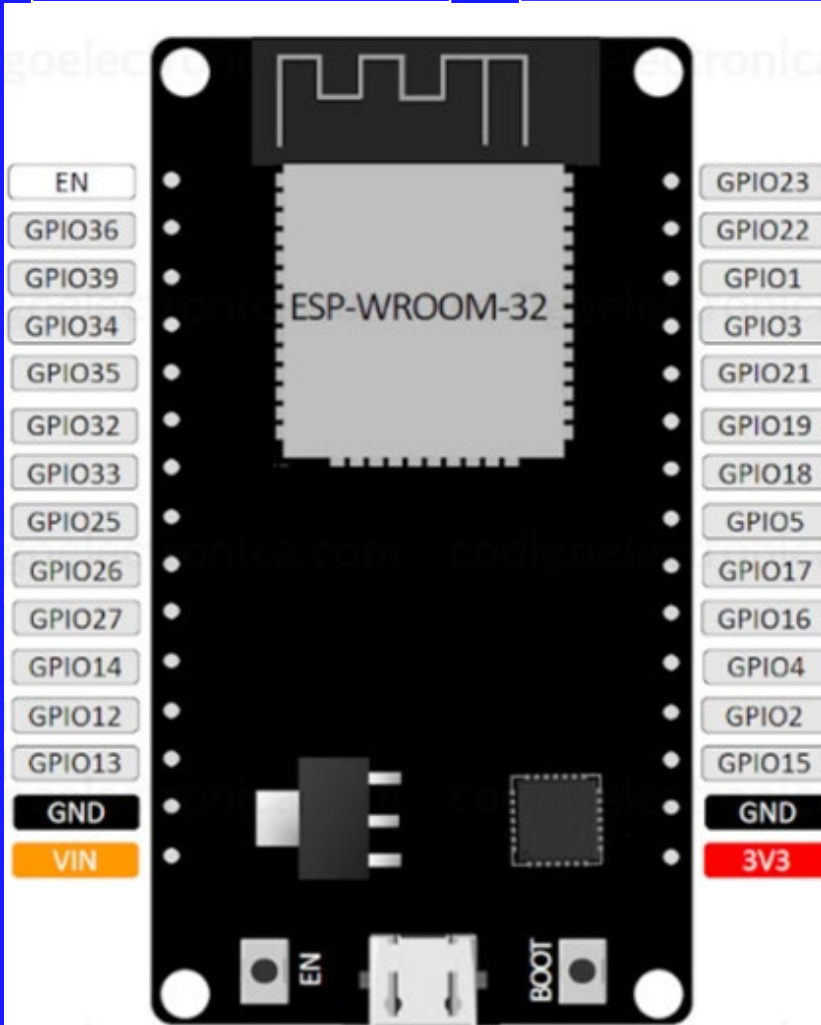 EN
GPIO36
GPIO39
GPIO34
GPIO35
GPIO32
GPIO33
GPIO25
GPIO26
GPIO27
GPIO14
GPIO12
GPIO13
GND
VIN
ESP-WROOM-32
GPIO23
GPIO22
GPIO1
GPIO3
GPIO21
GPIO19
GPIO18
GPIO5
GPIO17
GPIO16
GPIO4
GPIO2
GPIO15
GND
3V3
EN
BOOT